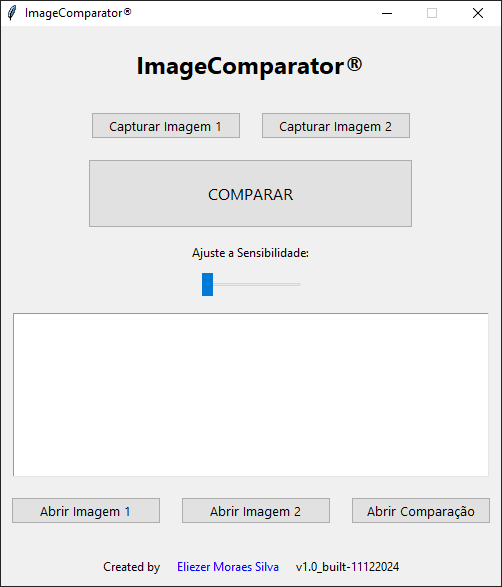 ImageComparator®
ImageComparator®
Capturar Imagem 1 Capturar Imagem 2
COMPARAR
Ajuste a Sensibilidade:
Abrir Imagem 1 Abrir Imagem 2 Abrir Comparação
Created by Eliezer Moraes Silva v1.0_built-11122024